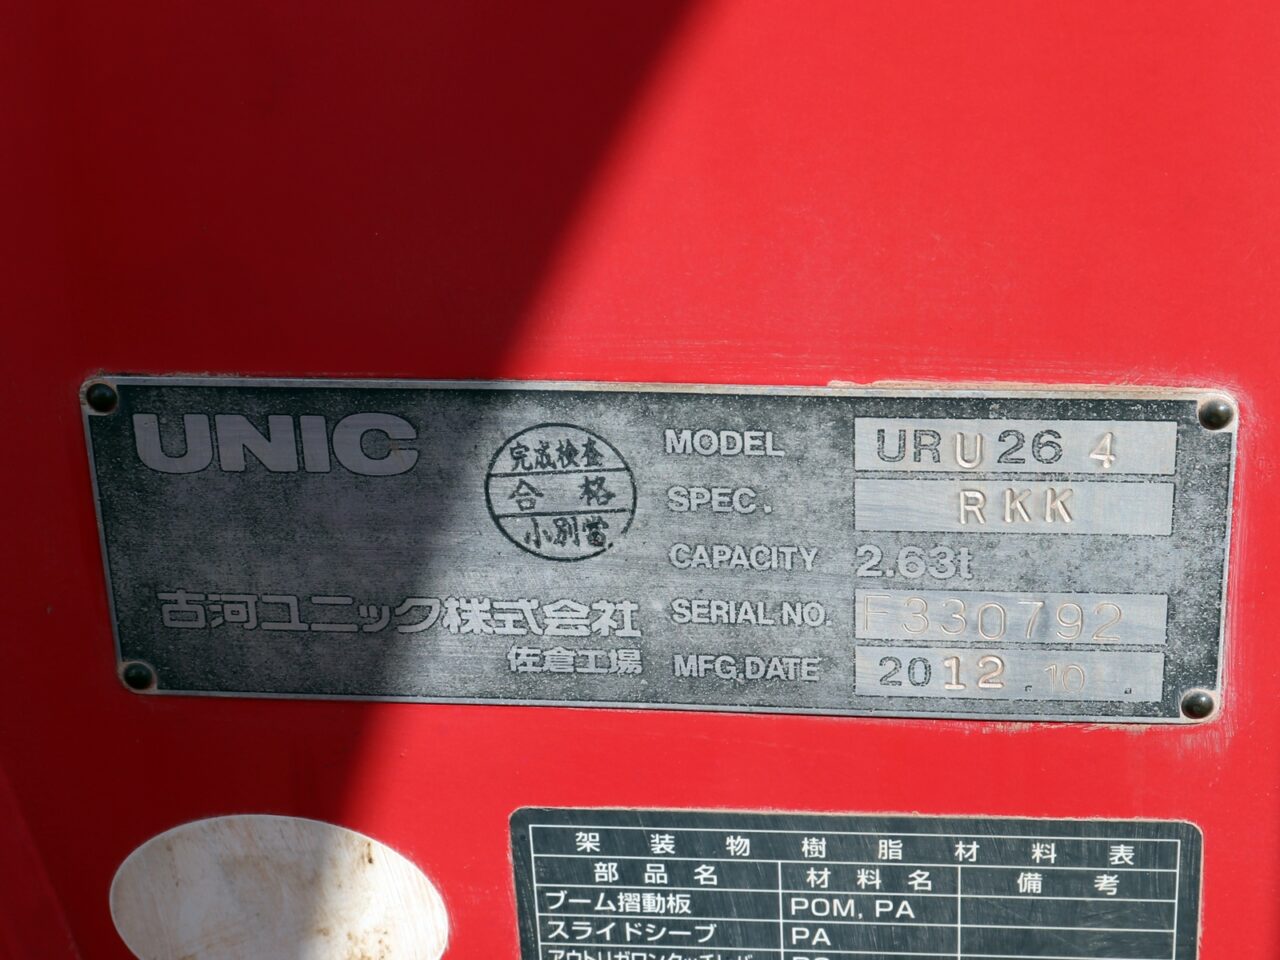 UNIC
完成検査
合格
小別當
MODEL URU264
SPEC. RKK
CAPACITY 2.63t
SERIAL NO. F330792
MFG.DATE 2012.10.
古河ユニック株式会社
佐倉工場
架装物樹脂材料表
部品名 材料名 備考
ブーム摺動板 POM, PA
スライドシーブ PA